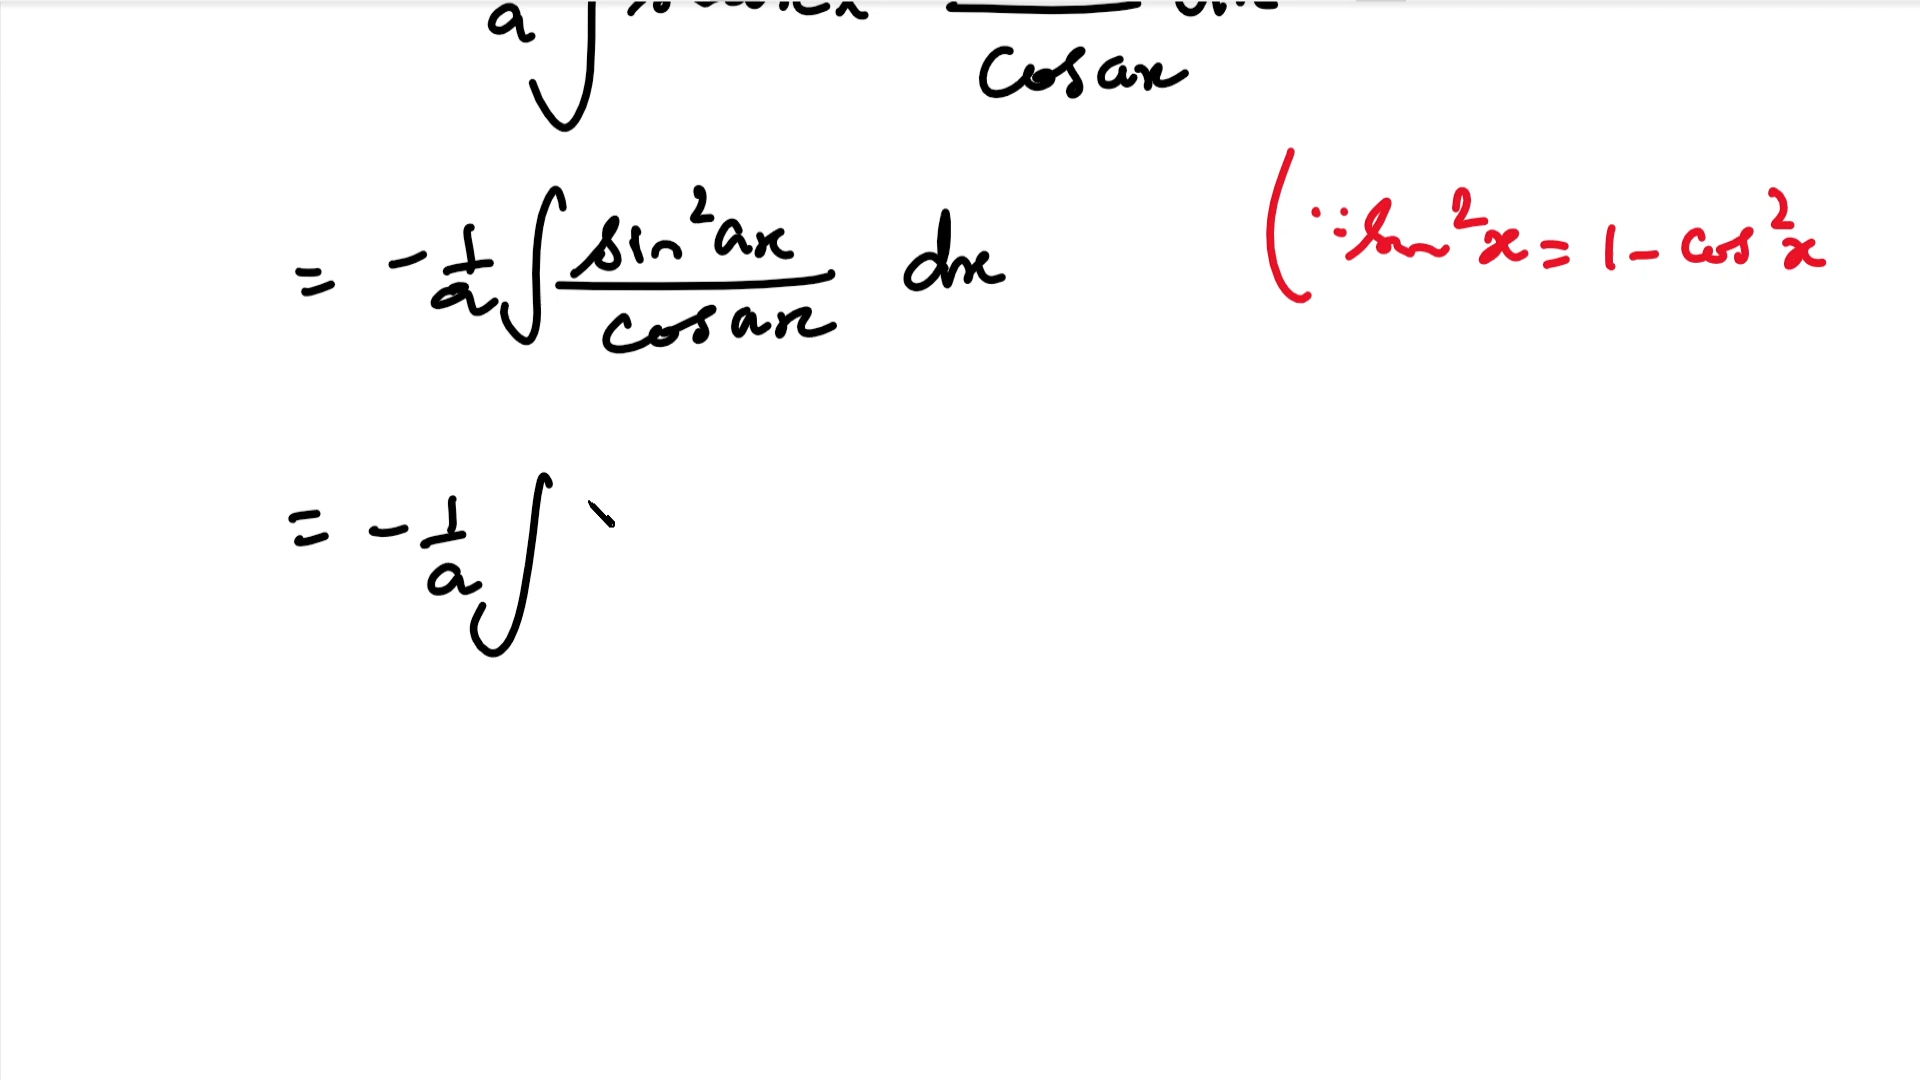 a ∫ cos ax
= -1/a ∫ sin²ax/cos ax dx (∵ sin²x = 1 - cos²x
= -1/a ∫